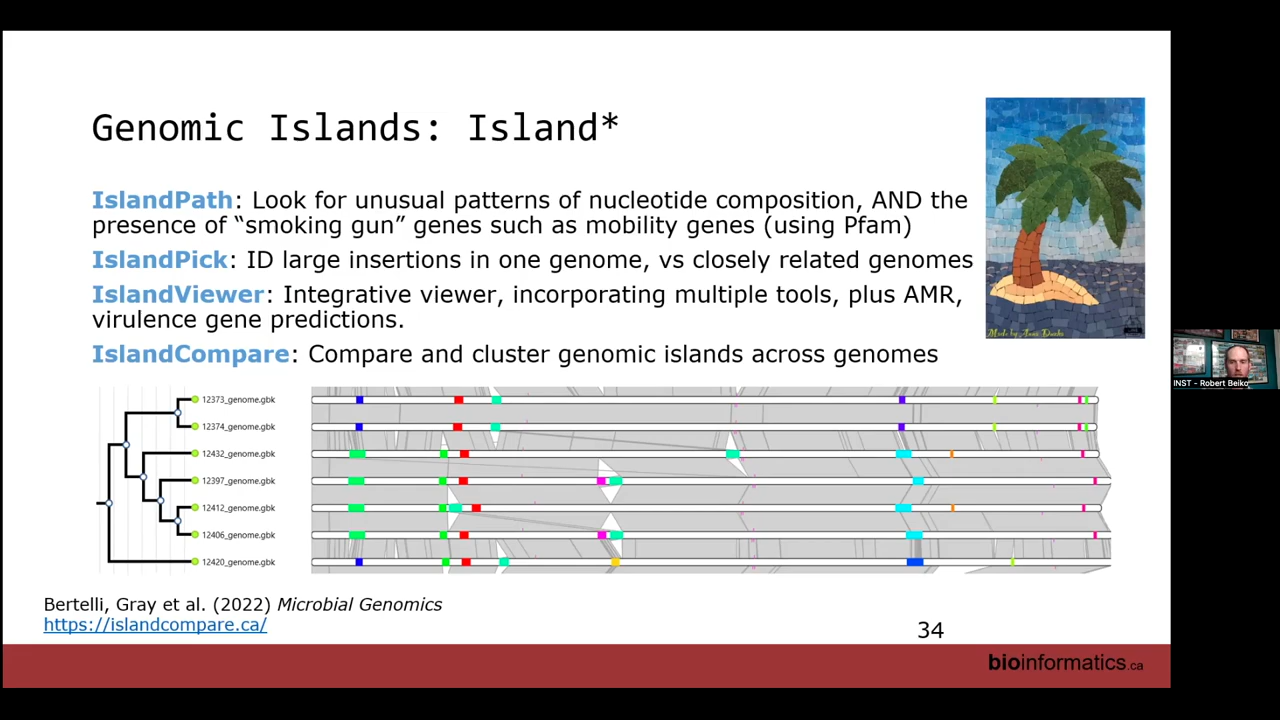 Genomic Islands: Island*
IslandPath: Look for unusual patterns of nucleotide composition, AND the
presence of “smoking gun” genes such as mobility genes (using Pfam)
IslandPick: ID large insertions in one genome, vs closely related genomes
IslandViewer: Integrative viewer, incorporating multiple tools, plus AMR,
virulence gene predictions.
IslandCompare: Compare and cluster genomic islands across genomes
Made by Anna
INST - Robert Beiko
12373_genome.gbk
12374_genome.gbk
12432_genome.gbk
12397_genome.gbk
12412_genome.gbk
12406_genome.gbk
12420_genome.gbk
Bertelli, Gray et al. (2022) Microbial Genomics
https://islandcompare.ca/
34
bioinformatics.ca